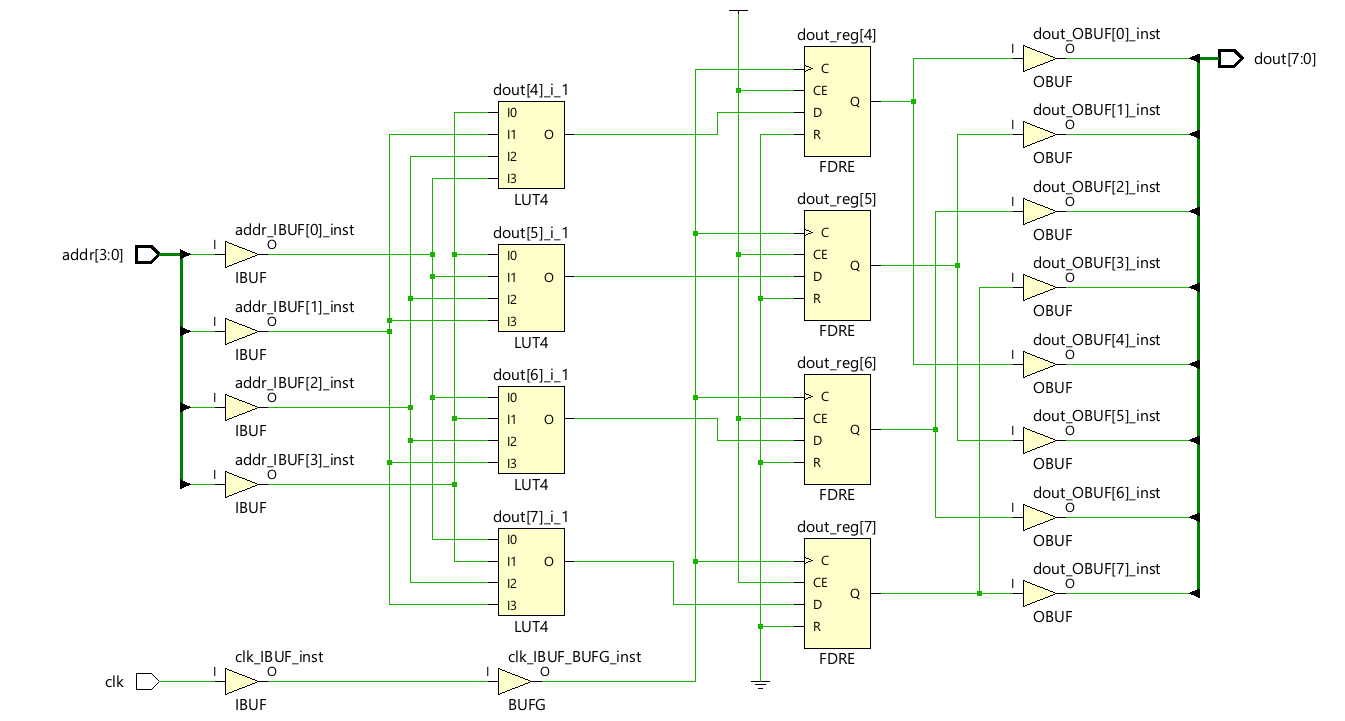 addr[3:0]
I
addr_IBUF[0]_inst
O
IBUF
I
addr_IBUF[1]_inst
O
IBUF
I
addr_IBUF[2]_inst
O
IBUF
I
addr_IBUF[3]_inst
O
IBUF
clk
I
clk_IBUF_inst
O
IBUF
dout[4]_i_1
I0
I1
O
I2
I3
LUT4
dout[5]_i_1
I0
I1
O
I2
I3
LUT4
dout[6]_i_1
I0
I1
O
I2
I3
LUT4
dout[7]_i_1
I0
I1
O
I2
I3
LUT4
I
clk_IBUF_BUFG_inst
O
BUFG
dout_reg[4]
C
CE
Q
D
R
FDRE
dout_reg[5]
C
CE
Q
D
R
FDRE
dout_reg[6]
C
CE
Q
D
R
FDRE
dout_reg[7]
C
CE
Q
D
R
FDRE
dout_OBUF[0]_inst
I
O
OBUF
dout_OBUF[1]_inst
I
O
OBUF
dout_OBUF[2]_inst
I
O
OBUF
dout_OBUF[3]_inst
I
O
OBUF
dout_OBUF[4]_inst
I
O
OBUF
dout_OBUF[5]_inst
I
O
OBUF
dout_OBUF[6]_inst
I
O
OBUF
dout_OBUF[7]_inst
I
O
OBUF
dout[7:0]